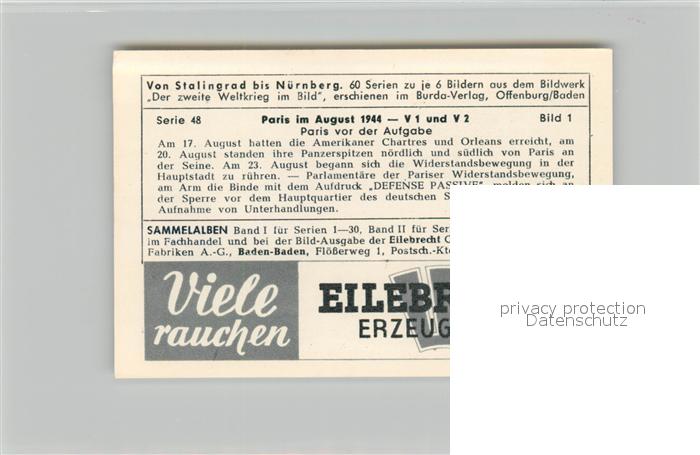 Von Stalingrad bis Nürnberg. 60 Serien zu je 6 Bildern aus dem Bildwerk
„Der zweite Weltkrieg im Bild", erschienen im Burda-Verlag, Offenburg/Baden
Serie 48 Paris im August 1944 — V 1 und V 2 Bild 1
Paris vor der Aufgabe
Am 17. August hatten die Amerikaner Chartres und Orleans erreicht, am
20. August standen ihre Panzerspitzen nördlich und südlich von Paris an
der Seine. Am 23. August begann sich die Widerstandsbewegung in der
Hauptstadt zu rühren. — Parlamentäre der Pariser Widerstandsbewegung,
am Arm die Binde mit dem Aufdruck „DEFENSE PASSIVE", melden sich an
der Sperre vor dem Hauptquartier des deutschen
Aufnahme von Unterhandlungen.
SAMMELALBEN Band I für Serien 1—30, Band II für
im Fachhandel und bei der Bild-Ausgabe der Eilebrecht
Fabriken A.-G., Baden-Baden, Flößerweg 1,
Viele
rauchen
privacy protection
Datenschutz